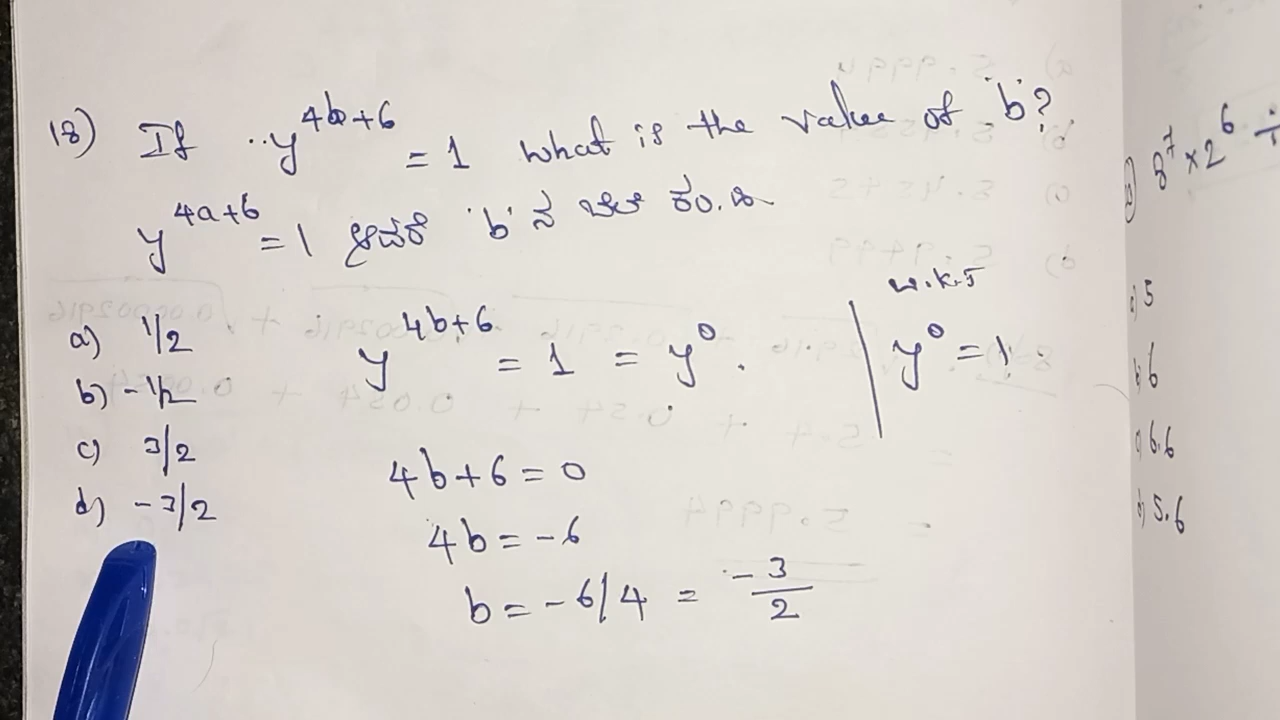 18) If y^{4b+6} = 1 what is the value of 'b'?
y^{4a+6} = 1 ಆದರೆ 'b' ನ ಬೆಲೆ ಕಂ.ಹಿ
a) 1/2
b) -1/2
c) 3/2
d) -3/2
y^{4b+6} = 1 = y^0.
4b+6 = 0
4b = -6
b = -6/4 = -3/2
w.k.T
y^0 = 1
8^7 × 2^6 ÷
5
6
6.6
5.6